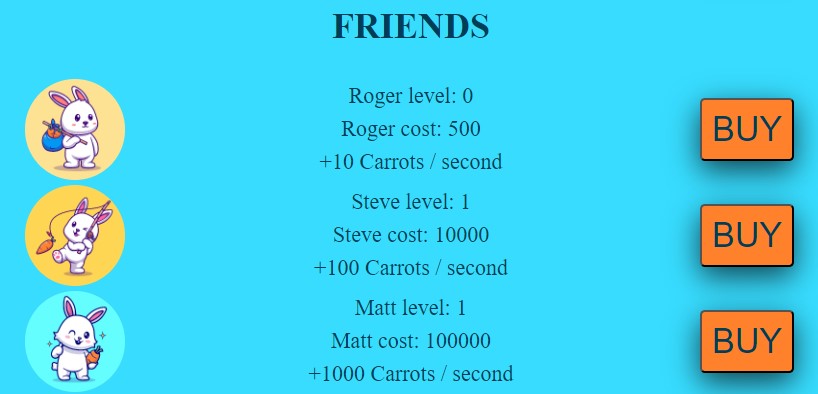 FRIENDS
Roger level: 0
Roger cost: 500
+10 Carrots / second
BUY
Steve level: 1
Steve cost: 10000
+100 Carrots / second
BUY
Matt level: 1
Matt cost: 100000
+1000 Carrots / second
BUY